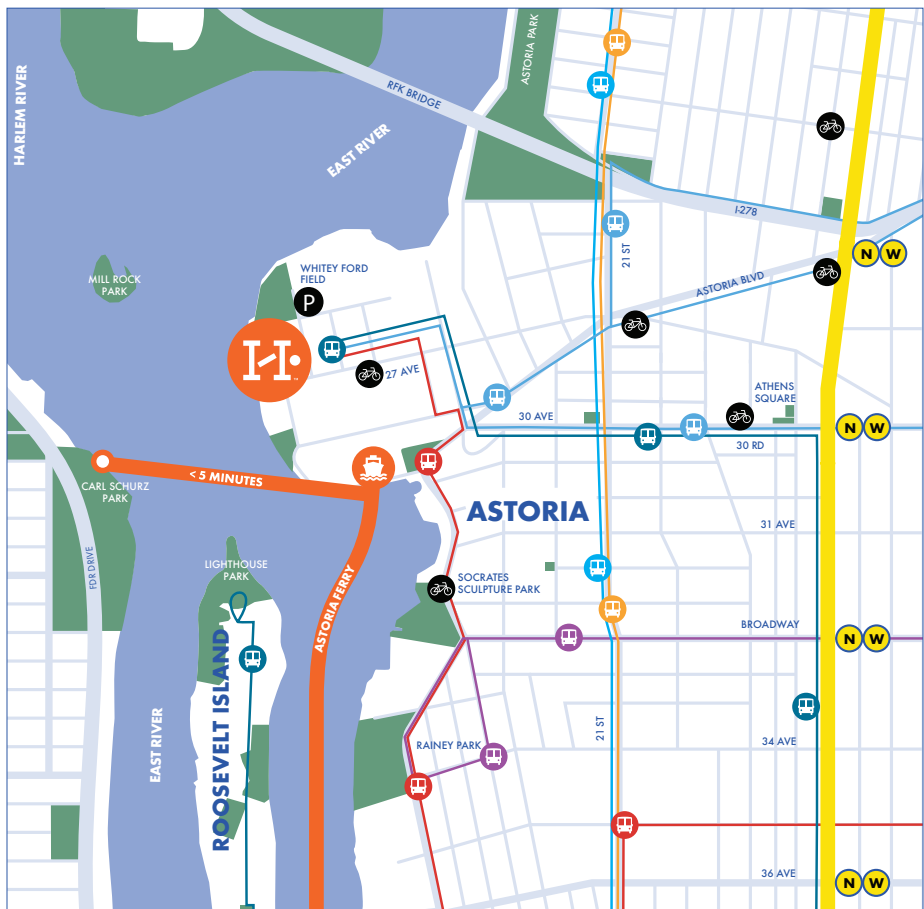 HARLEM RIVER
ASTORIA PARK
RFK BRIDGE
EAST RIVER
I-278
21 ST
N W
MILL ROCK
PARK
WHITEY FORD
FIELD
P
ASTORIA BLVD
27 AVE
ATHENS
SQUARE
30 AVE
N W
30 RD
< 5 MINUTES
CARL SCHURZ
PARK
ASTORIA
31 AVE
FDR DRIVE
LIGHTHOUSE
PARK
SOCRATES
SCULPTURE PARK
ASTORIA FERRY
BROADWAY
N W
ROOSEVELT ISLAND
EAST RIVER
21 ST
RAINEY PARK
34 AVE
36 AVE
N W